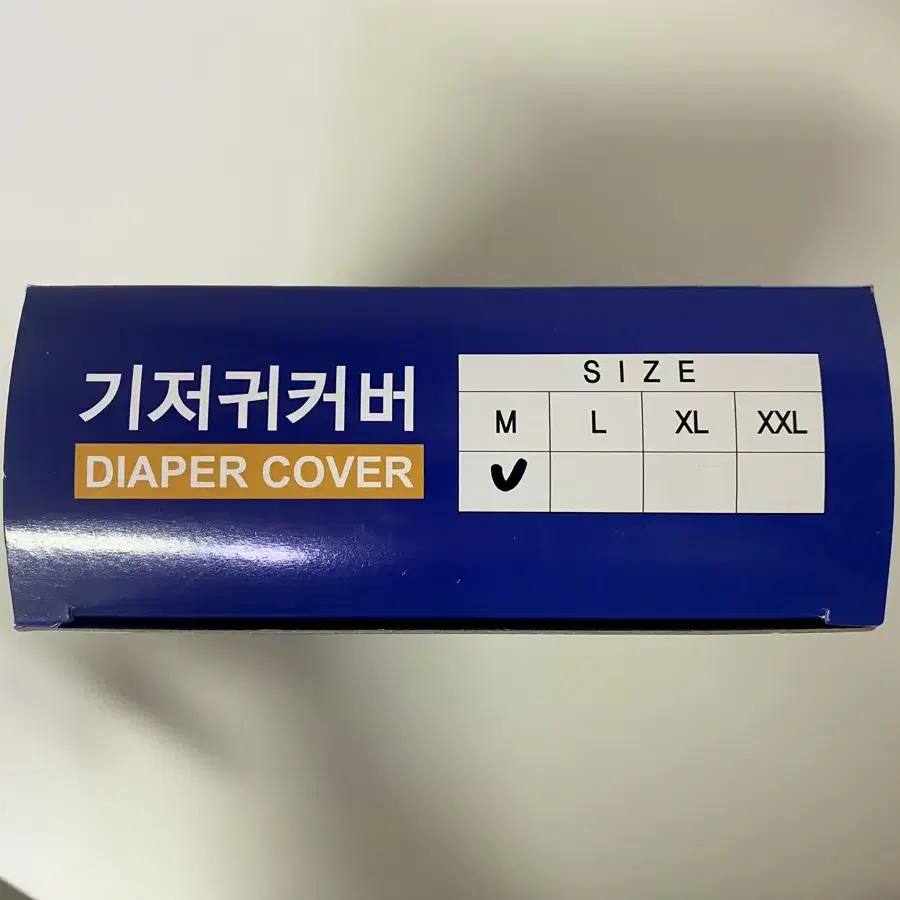 기저귀커버
DIAPER COVER
SIZE
M L XL XXL